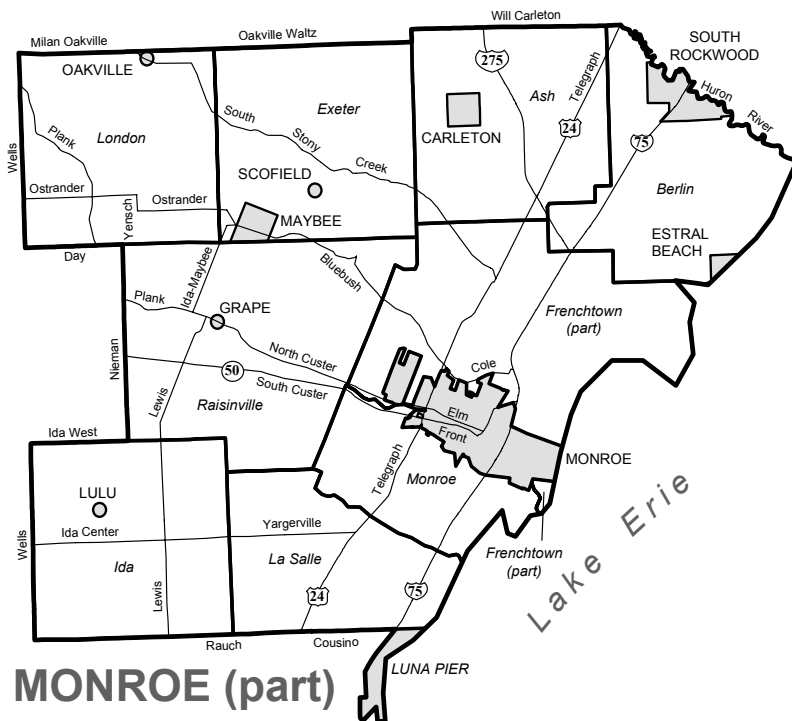 Will Carleton
Milan Oakville
Oakville Waltz
SOUTH
ROCKWOOD
OAKVILLE
275
Telegraph
Ash
Huron
River
South
Exeter
Stony
Creek
24
75
CARLETON
Plank
London
Wells
SCOFIELD
Berlin
Ostrander
Ostrander
Yensch
MAYBEE
ESTRAL
BEACH
Day
Ida-Maybee
Bluebush
Plank
GRAPE
Frenchtown
(part)
Nieman
North Custer
50
South Custer
Cole
Lewis
Raisinville
Elm
Front
Ida West
MONROE
Telegraph
Monroe
LULU
Lake Erie
Ida Center
Yargerville
Wells
Frenchtown
(part)
Ida
La Salle
Lewis
24
75
Rauch
Cousino
LUNA PIER
MONROE (part)